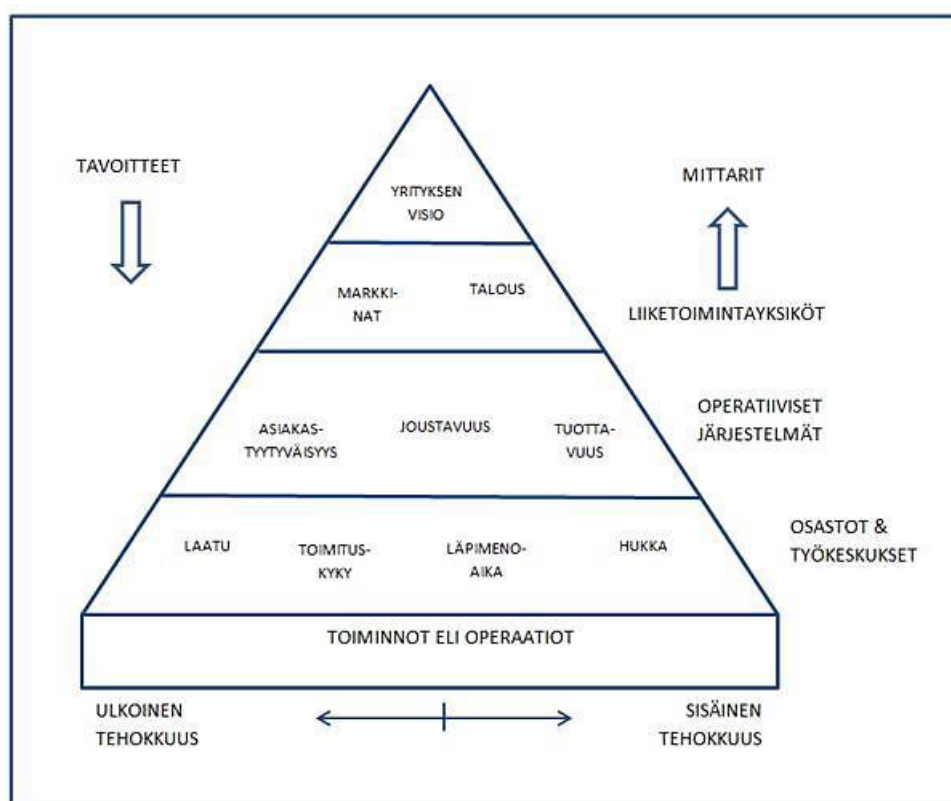 TAVOITTEET
MITTARIT
YRITYKSEN
VISIO
MARKKI-
NAT
TALOUS
LIIKETOIMINTAYKSIKÖT
ASIAKAS-
TYYTYVÄISYYS
JOUSTAVUUS
TUOTTA-
VUUS
OPERATIIVISET
JÄRJESTELMÄT
LAATU
TOIMITUS-
KYKY
LÄPIMENO-
AIKA
HUKKA
OSASTOT &
TYÖKESKUKSET
TOIMINNOT ELI OPERAATIOT
ULKOINEN
TEHOKKUUS
SISÄINEN
TEHOKKUUS